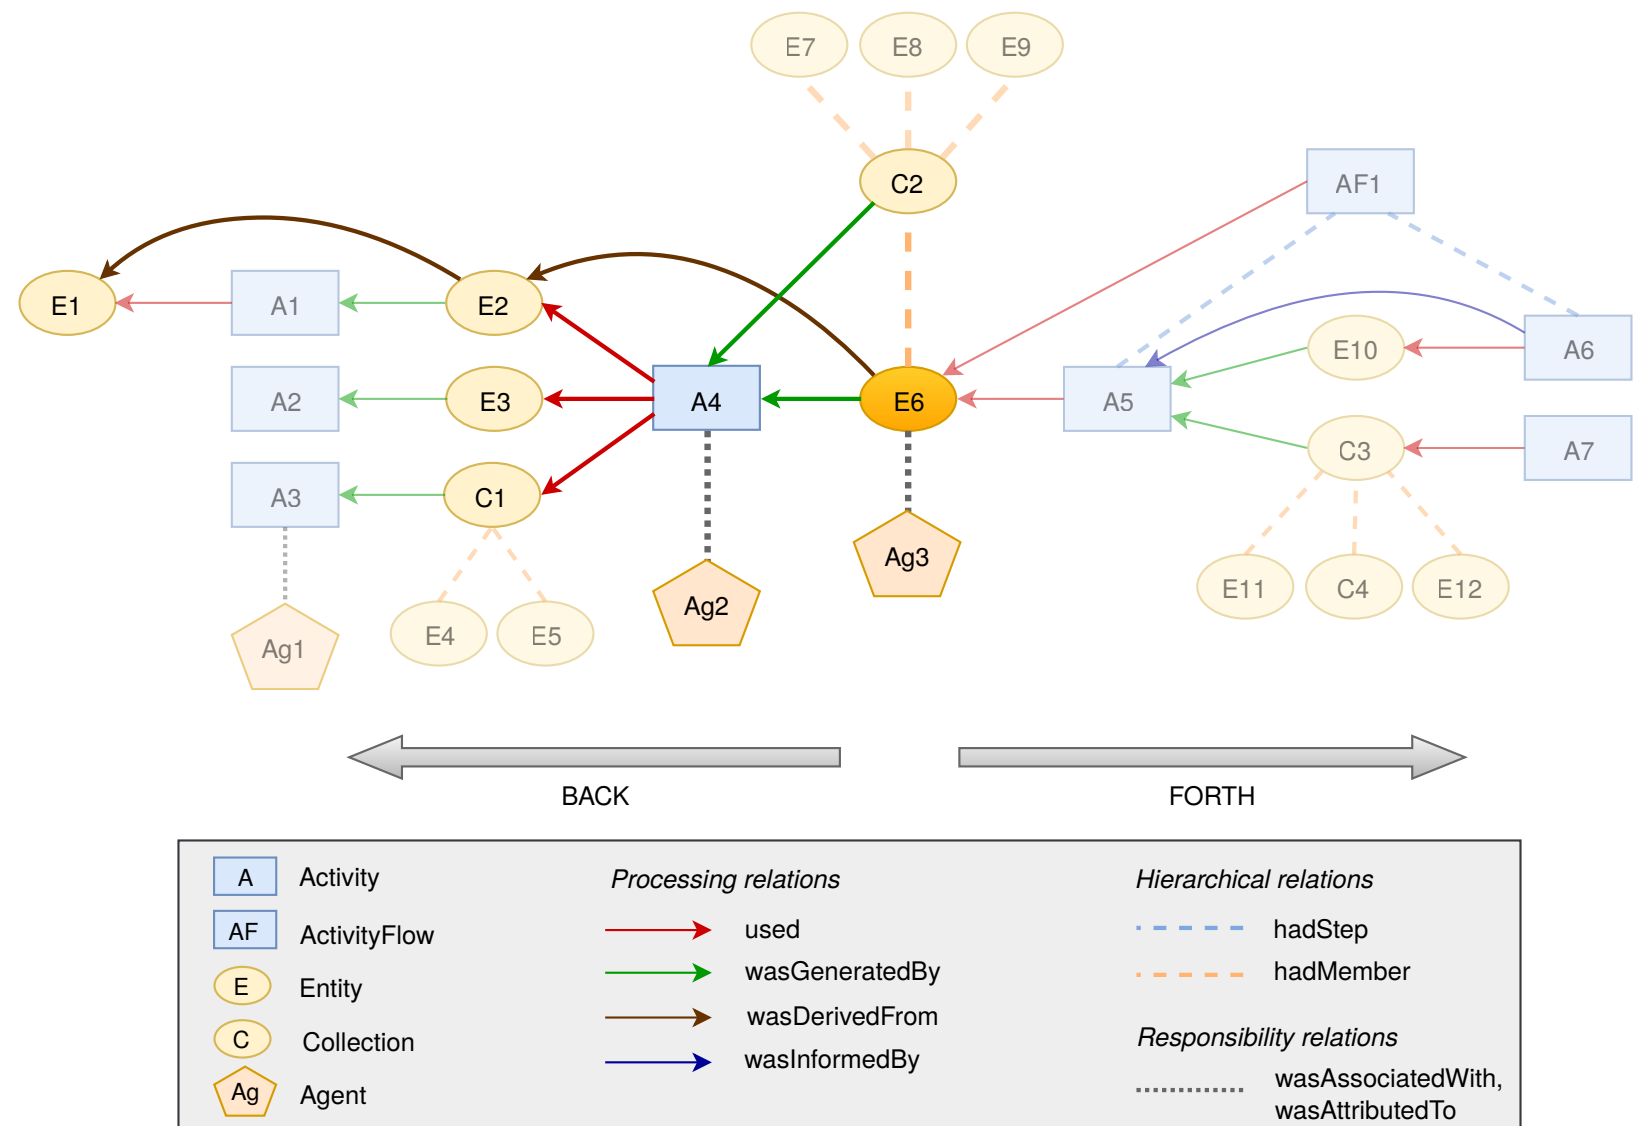 E7 E8 E9
C2 AF1
E1 A1 E2
E10 A6
A2 E3 A4 E6 A5
C3 A7
A3 C1
Ag3
E11 C4 E12
Ag2
E4 E5
Ag1
BACK FORTH
A Activity Processing relations Hierarchical relations
AF ActivityFlow used hadStep
wasGeneratedBy hadMember
E Entity
wasDerivedFrom
C Collection Responsibility relations
wasInformedBy
Ag Agent wasAssociatedWith,
wasAttributedTo